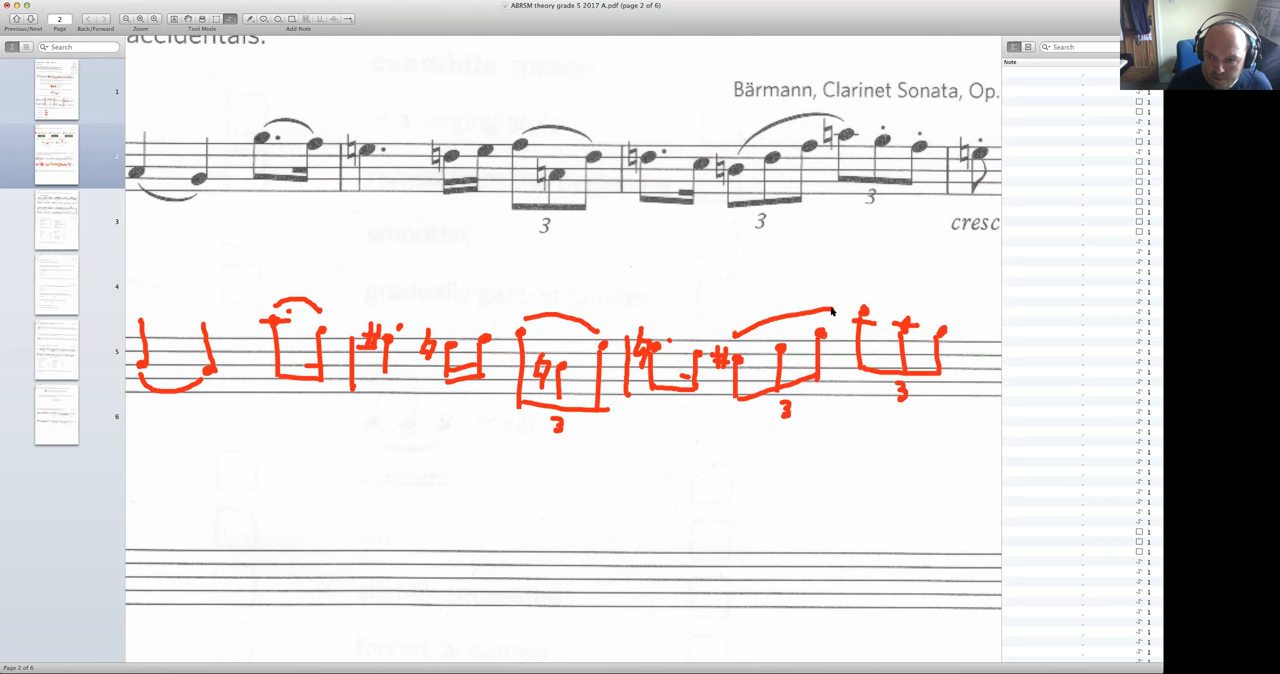 ABRSM theory grade 5 2017 A.pdf (page 2 of 6)
2
Previous/Next Page Back/Forward Zoom Tool Mode Add Note
Search
Search
Note
1
2
3
4
5
6
accidentals.
Bärmann, Clarinet Sonata, Op.
3
3
3
cresc
3
3
3
Page 2 of 6